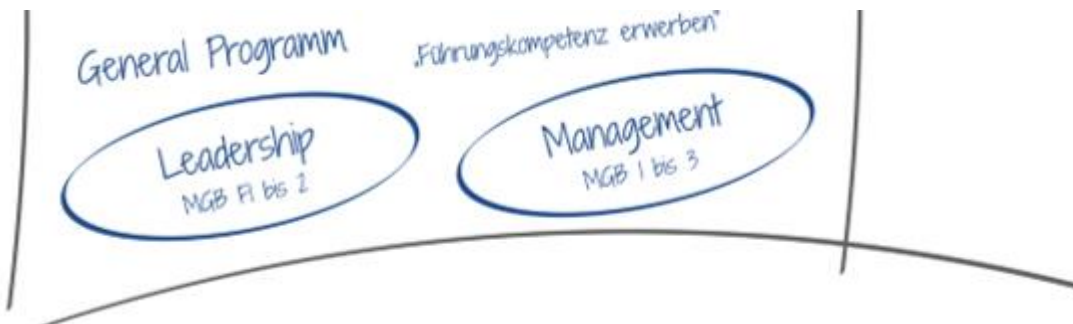 General Programm
„Führungskompetenz erwerben"
Leadership
MGB F1 bis 2
Management
MGB 1 bis 3